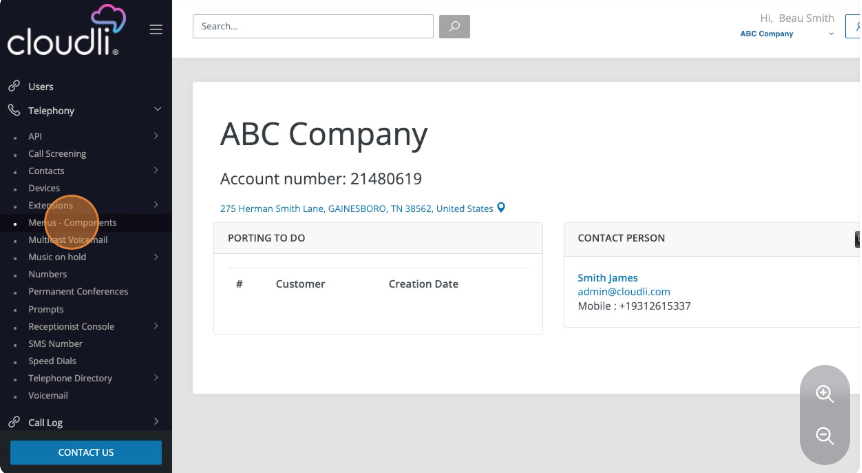 cloudli®
Search...
Hi, Beau Smith
ABC Company
Users
Telephony
API
Call Screening
Contacts
Devices
Extensions
Menus - Components
Multicast Voicemail
Music on hold
Numbers
Permanent Conferences
Prompts
Receptionist Console
SMS Number
Speed Dials
Telephone Directory
Voicemail
Call Log
CONTACT US
ABC Company
Account number: 21480619
275 Herman Smith Lane, GAINESBORO, TN 38562, United States
PORTING TO DO
# Customer Creation Date
CONTACT PERSON
Smith James
admin@cloudli.com
Mobile : +19312615337